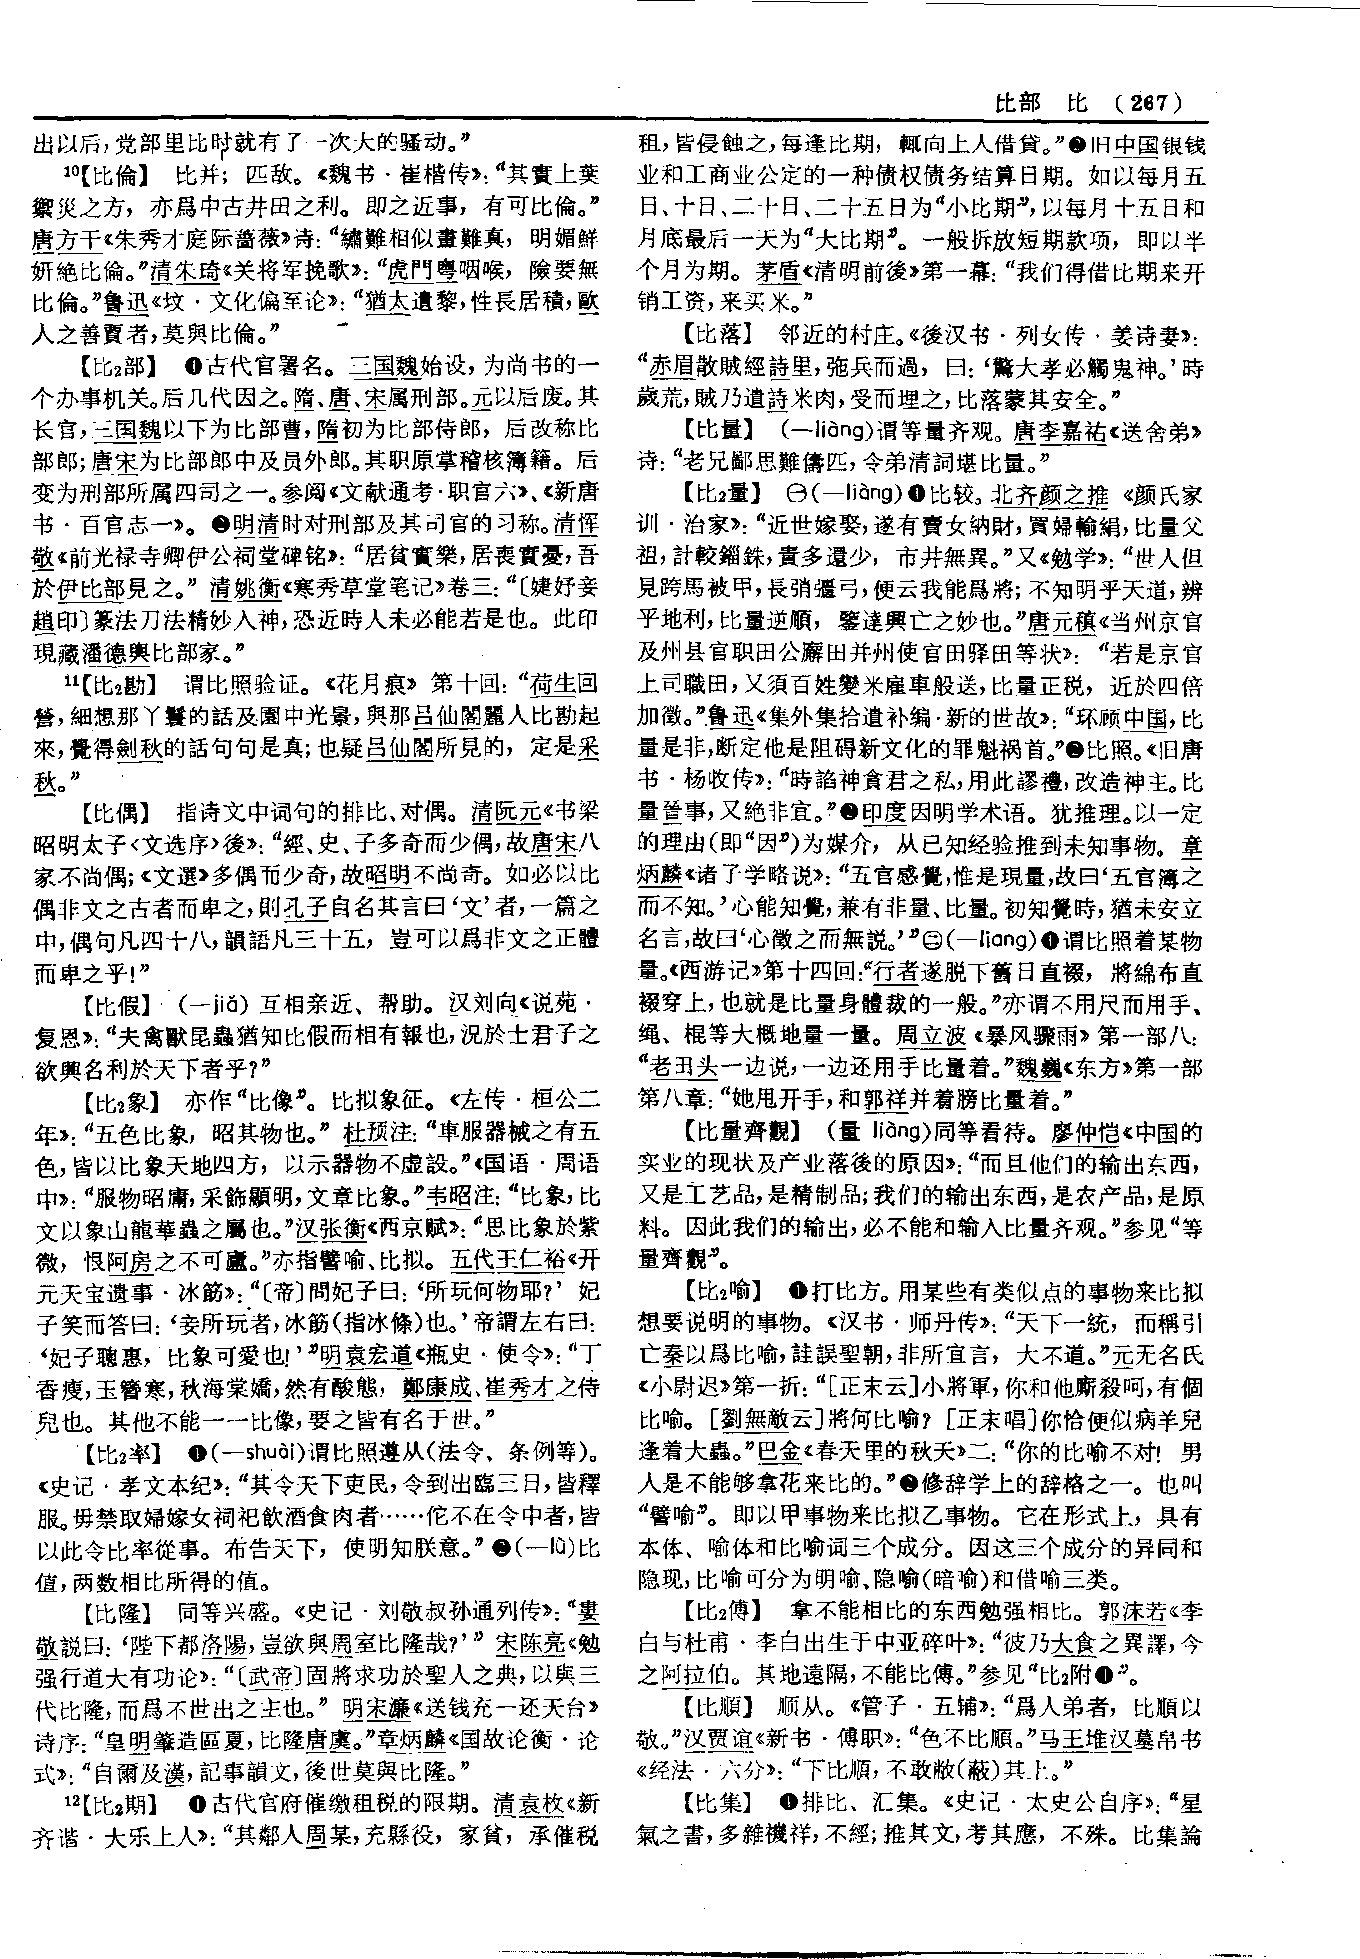 比部　比　（267）
出以后，党部里比时就有了一次大的骚动。”
10【比倫】　比并；匹敌。《魏书·崔楷传》：“其實上葉
禦災之方，亦爲中古井田之利。即之近事，有可比倫。”
唐方干《朱秀才庭际蔷薇》诗：“繡難相似畫難真，明媚鮮
妍絶比倫。”清朱琦《关将军挽歌》：“虎門粵咽喉，險要無
比倫。”鲁迅《坟·文化偏至论》：“猶太遺黎，性長居積，歐
人之善賈者，莫與比倫。”
【比2部】　❶古代官署名。三国魏始设，为尚书的一
个办事机关。后几代因之。隋、唐、宋属刑部。元以后废。其
长官，三国魏以下为比部曹，隋初为比部侍郎，后改称比
部郎；唐宋为比部郎中及员外郎。其职原掌稽核簿籍。后
变为刑部所属四司之一。参阅《文献通考·职官六》、《新唐
书·百官志一》。❷明清时对刑部及其司官的习称。清恽
敬《前光禄寺卿伊公祠堂碑铭》：“居貧實樂，居喪實憂，吾
於伊比部見之。”清姚衡《寒秀草堂笔记》卷三：“〔婕妤妾
趙印〕篆法刀法精妙入神，恐近時人未必能若是也。此印
現藏潘德輿比部家。”
11【比2勘】　谓比照验证。《花月痕》第十回：“荷生回
營，細想那丫鬟的話及園中光景，與那吕仙閣麗人比勘起
來，覺得劍秋的話句句是真；也疑吕仙閣所見的，定是采
秋。”
【比偶】　指诗文中词句的排比、对偶。清阮元《书梁
昭明太子〈文选序〉後》：“經、史、子多奇而少偶，故唐宋八
家不尚偶；《文選》多偶而少奇，故昭明不尚奇。如必以比
偶非文之古者而卑之，則孔子自名其言曰‘文’者，一篇之
中，偶句凡四十八，韻語凡三十五，豈可以爲非文之正體
而卑之乎！”
【比假】　（—jiǎ）互相亲近、帮助。汉刘向《说苑·
复恩》：“夫禽獸昆蟲猶知比假而相有報也，況於士君子之
欲興名利於天下者乎？”
【比2象】　亦作“比像”。比拟象征。《左传·桓公二
年》：“五色比象，昭其物也。”杜预注：“車服器械之有五
色，皆以比象天地四方，以示器物不虚設。”《国语·周语
中》：“服物昭庸，采飾顯明，文章比象。”韦昭注：“比象，比
文以象山龍華蟲之屬也。”汉张衡《西京赋》：“思比象於紫
微，恨阿房之不可廬。”亦指譬喻、比拟。五代王仁裕《开
元天宝遗事·冰筯》：“〔帝〕問妃子曰：‘所玩何物耶？’妃
子笑而答曰：‘妾所玩者，冰筯（指冰條）也。’帝謂左右曰：
‘妃子聰惠，比象可愛也！’”明袁宏道《瓶史·使令》：“丁
香瘦，玉簪寒，秋海棠嬌，然有酸態，鄭康成、崔秀才之侍
兒也。其他不能一一比像，要之皆有名于世。”
【比2率】　❶（—shuài）谓比照遵从（法令、条例等）。
《史记·孝文本纪》：“其令天下吏民，令到出臨三日，皆釋
服。毋禁取婦嫁女祠祀飲酒食肉者……佗不在令中者，皆
以此令比率從事。布告天下，使明知朕意。”❷（—lǜ）比
值，两数相比所得的值。
【比隆】　同等兴盛。《史记·刘敬叔孙通列传》：“婁
敬説曰：‘陛下都洛陽，豈欲與周室比隆哉？’”宋陈亮《勉
强行道大有功论》：“〔武帝〕固將求功於聖人之典，以與三
代比隆，而爲不世出之主也。”明宋濂《送钱充一还天台》
诗序：“皇明肇造區夏，比隆唐虞。”章炳麟《国故论衡·论
式》：“自爾及漢，記事韻文，後世莫與比隆。”
12【比2期】　❶古代官府催缴租税的限期。清袁枚《新
齐谐·大乐上人》：“其鄰人周某，充縣役，家貧，承催税
租，皆侵蝕之，每逢比期，輒向上人借貸。”❷旧中国银钱
业和工商业公定的一种债权债务结算日期。如以每月五
日、十日、二十日、二十五日为“小比期”，以每月十五日和
月底最后一天为“大比期”。一般拆放短期款项，即以半
个月为期。茅盾《清明前後》第一幕：“我们得借比期来开
销工资，来买米。”
【比落】　邻近的村庄。《後汉书·列女传·姜诗妻》：
“赤眉散賊經詩里，弛兵而過，曰：‘驚大孝必觸鬼神。’時
歲荒，賊乃遺詩米肉，受而埋之，比落蒙其安全。”
【比量】　（—liàng）谓等量齐观。唐李嘉祐《送舍弟》
诗：“老兄鄙思難儔匹，令弟清詞堪比量。”
【比2量】　㊀（—liàng）❶比较。北齐颜之推《颜氏家
训·治家》：“近世嫁娶，遂有賣女納財，買婦輸絹，比量父
祖，計較錙銖，責多還少，市井無異。”又《勉学》：“世人但
見跨馬被甲，長矟彊弓，便云我能爲將；不知明乎天道，辨
乎地利，比量逆順，鑒達興亡之妙也。”唐元稹《当州京官
及州县官职田公廨田并州使官田驿田等状》：“若是京官
上司職田，又須百姓變米雇車般送，比量正税，近於四倍
加徵。”鲁迅《集外集拾遗补编·新的世故》：“环顾中国，比
量是非，断定他是阻碍新文化的罪魁祸首。”❷比照。《旧唐
书·杨收传》：“時諂神貪君之私，用此謬禮，改造神主。比
量晉事，又絶非宜。”❸印度因明学术语。犹推理。以一定
的理由（即“因”）为媒介，从已知经验推到未知事物。章
炳麟《诸子学略说》：“五官感覺，惟是現量，故曰‘五官簿之
而不知。’心能知覺，兼有非量、比量。初知覺時，猶未安立
名言，故曰‘心徵之而無説。’”㊁（—liang）❶谓比照着某物
量。《西游记》第十四回：“行者遂脱下舊日直裰，將綿布直
裰穿上，也就是比量身體裁的一般。”亦谓不用尺而用手、
绳、棍等大概地量一量。周立波《暴风骤雨》第一部八：
“老丑头一边说，一边还用手比量着。”魏巍《东方》第一部
第八章：“她甩开手，和郭祥并着膀比量着。”
【比量齊觀】　（量 liàng）同等看待。廖仲恺《中国的
实业的现状及产业落後的原因》：“而且他们的输出东西，
又是工艺品，是精制品；我们的输出东西，是农产品，是原
料。因此我们的输出，必不能和输入比量齐观。”参见“等
量齊觀”。
【比2喻】　❶打比方。用某些有类似点的事物来比拟
想要说明的事物。《汉书·师丹传》：“天下一統，而稱引
亡秦以爲比喻，詿誤聖朝，非所宜言，大不道。”元无名氏
《小尉迟》第一折：“［正末云］小將軍，你和他廝殺呵，有個
比喻。［劉無敵云］將何比喻？［正末唱］你恰便似病羊兒
逢着大蟲。”巴金《春天里的秋天》二：“你的比喻不对！男
人是不能够拿花来比的。”❷修辞学上的辞格之一。也叫
“譬喻”。即以甲事物来比拟乙事物。它在形式上，具有
本体、喻体和比喻词三个成分。因这三个成分的异同和
隐现，比喻可分为明喻、隐喻（暗喻）和借喻三类。
【比2傅】　拿不能相比的东西勉强相比。郭沫若《李
白与杜甫·李白出生于中亚碎叶》：“彼乃大食之異譯，今
之阿拉伯。其地遠隔，不能比傅。”参见“比2附❶”。
【比順】　顺从。《管子·五辅》：“爲人弟者，比順以
敬。”汉贾谊《新书·傅职》：“色不比順。”马王堆汉墓帛书
《经法·六分》：“下比順，不敢敝（蔽）其上。”
【比集】　❶排比、汇集。《史记·太史公自序》：“星
氣之書，多雜禨祥，不經；推其文，考其應，不殊。比集論